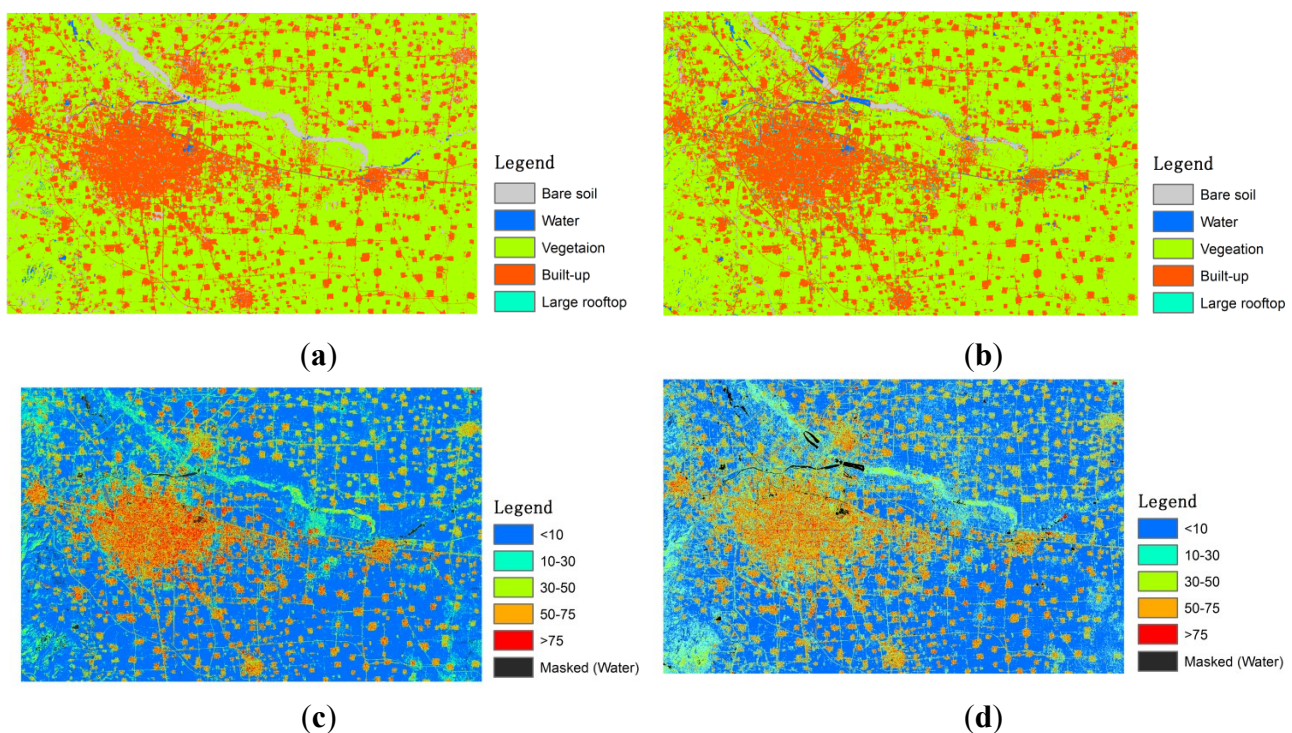 Legend
Bare soil
Water
Vegetaion
Built-up
Large rooftop
(a)
Legend
Bare soil
Water
Vegeation
Built-up
Large rooftop
(b)
Legend
<10
10-30
30-50
50-75
>75
Masked (Water)
(c)
Legend
<10
10-30
30-50
50-75
>75
Masked (Water)
(d)